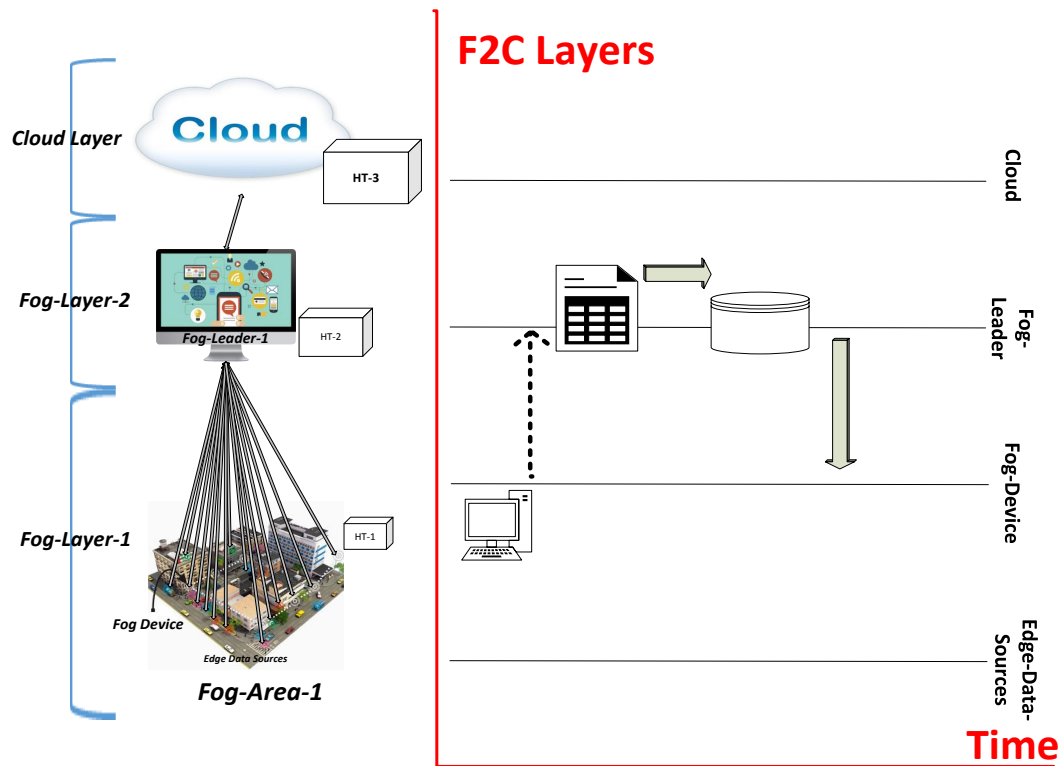 F2C Layers
Cloud Layer
Cloud
HT-3
Cloud
Fog-Layer-2
Fog-Leader-1
HT-2
Fog-
Leader
Fog-Layer-1
HT-1
Fog-Device
Fog Device
Edge Data Sources
Fog-Area-1
Edge-Data-
Sources
Time